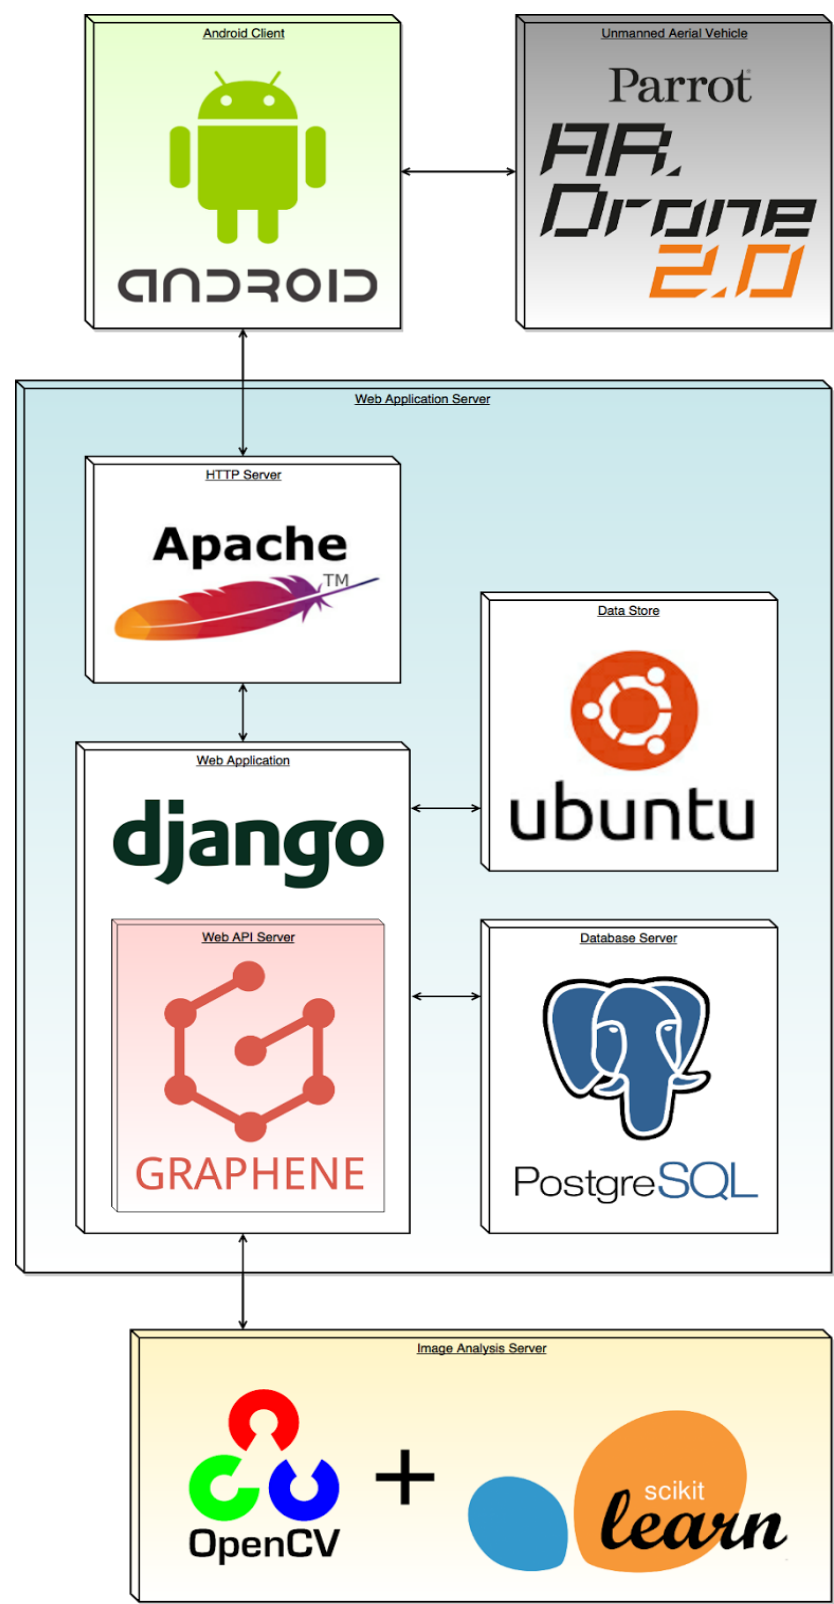 Android Client
ANDROID
Unmanned Aerial Vehicle
Parrot
AR.
Drone
2.0
Web Application Server
HTTP Server
Apache
TM
Data Store
ubuntu
Web Application
django
Web API Server
GRAPHENE
Database Server
PostgreSQL
Image Analysis Server
OpenCV
+
scikit
learn